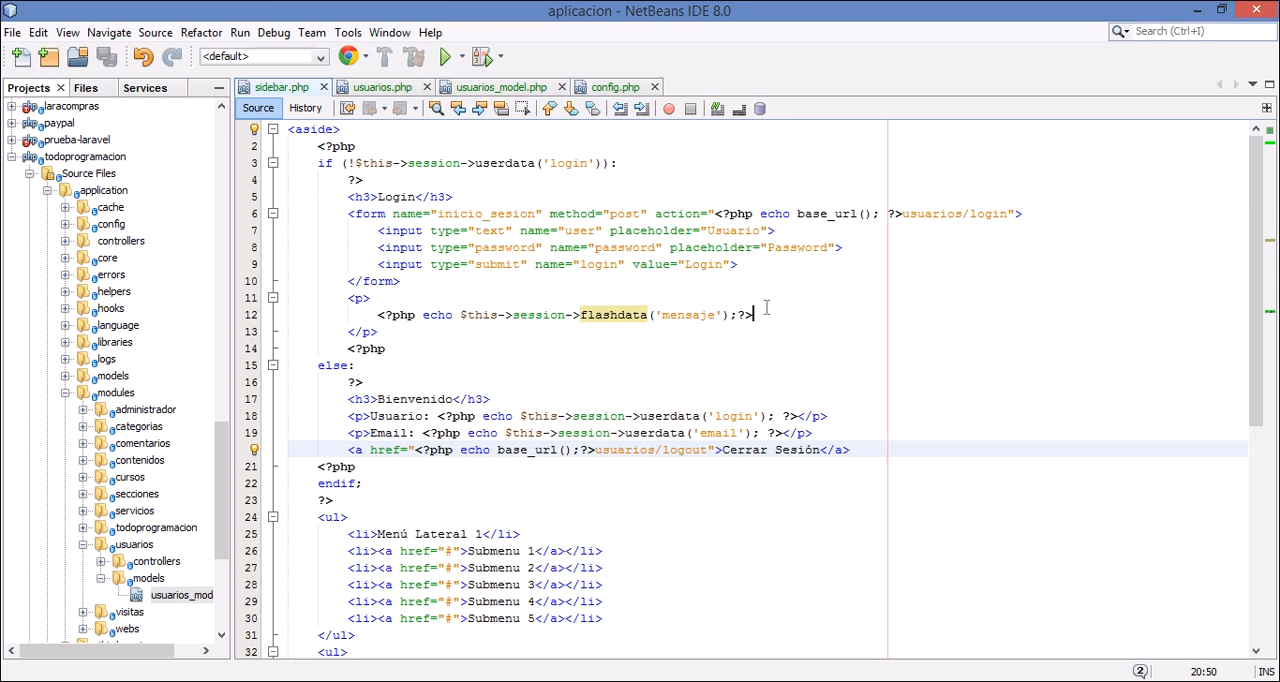 aplicacion - NetBeans IDE 8.0
File Edit View Navigate Source Refactor Run Debug Team Tools Window Help
Search (Ctrl+I)
<default>
Projects Files Services
sidebar.php usuarios.php usuarios_model.php config.php
Source History
laracompras
paypal
prueba-laravel
todoprogramacion
Source Files
application
cache
config
controllers
core
errors
helpers
hooks
language
libraries
logs
models
modules
administrador
categorias
comentarios
contenidos
cursos
secciones
servicios
todoprogramacion
usuarios
controllers
models
usuarios_mod
visitas
webs
<aside>
2 <?php
3 if (!$this->session->userdata('login')):
4 ?>
5 <h3>Login</h3>
6 <form name="inicio_sesion" method="post" action="<?php echo base_url(); ?>usuarios/login">
7 <input type="text" name="user" placeholder="Usuario">
8 <input type="password" name="password" placeholder="Password">
9 <input type="submit" name="login" value="Login">
10 </form>
11 <p>
12 <?php echo $this->session->flashdata('mensaje');?>
13 </p>
14 <?php
15 else:
16 ?>
17 <h3>Bienvenido</h3>
18 <p>Usuario: <?php echo $this->session->userdata('login'); ?></p>
19 <p>Email: <?php echo $this->session->userdata('email'); ?></p>
<a href="<?php echo base_url();?>usuarios/logout">Cerrar Sesión</a>
21 <?php
22 endif;
23 ?>
24 <ul>
25 <li>Menú Lateral 1</li>
26 <li><a href="#">Submenu 1</a></li>
27 <li><a href="#">Submenu 2</a></li>
28 <li><a href="#">Submenu 3</a></li>
29 <li><a href="#">Submenu 4</a></li>
30 <li><a href="#">Submenu 5</a></li>
31 </ul>
32 <ul>
2 20:50 INS